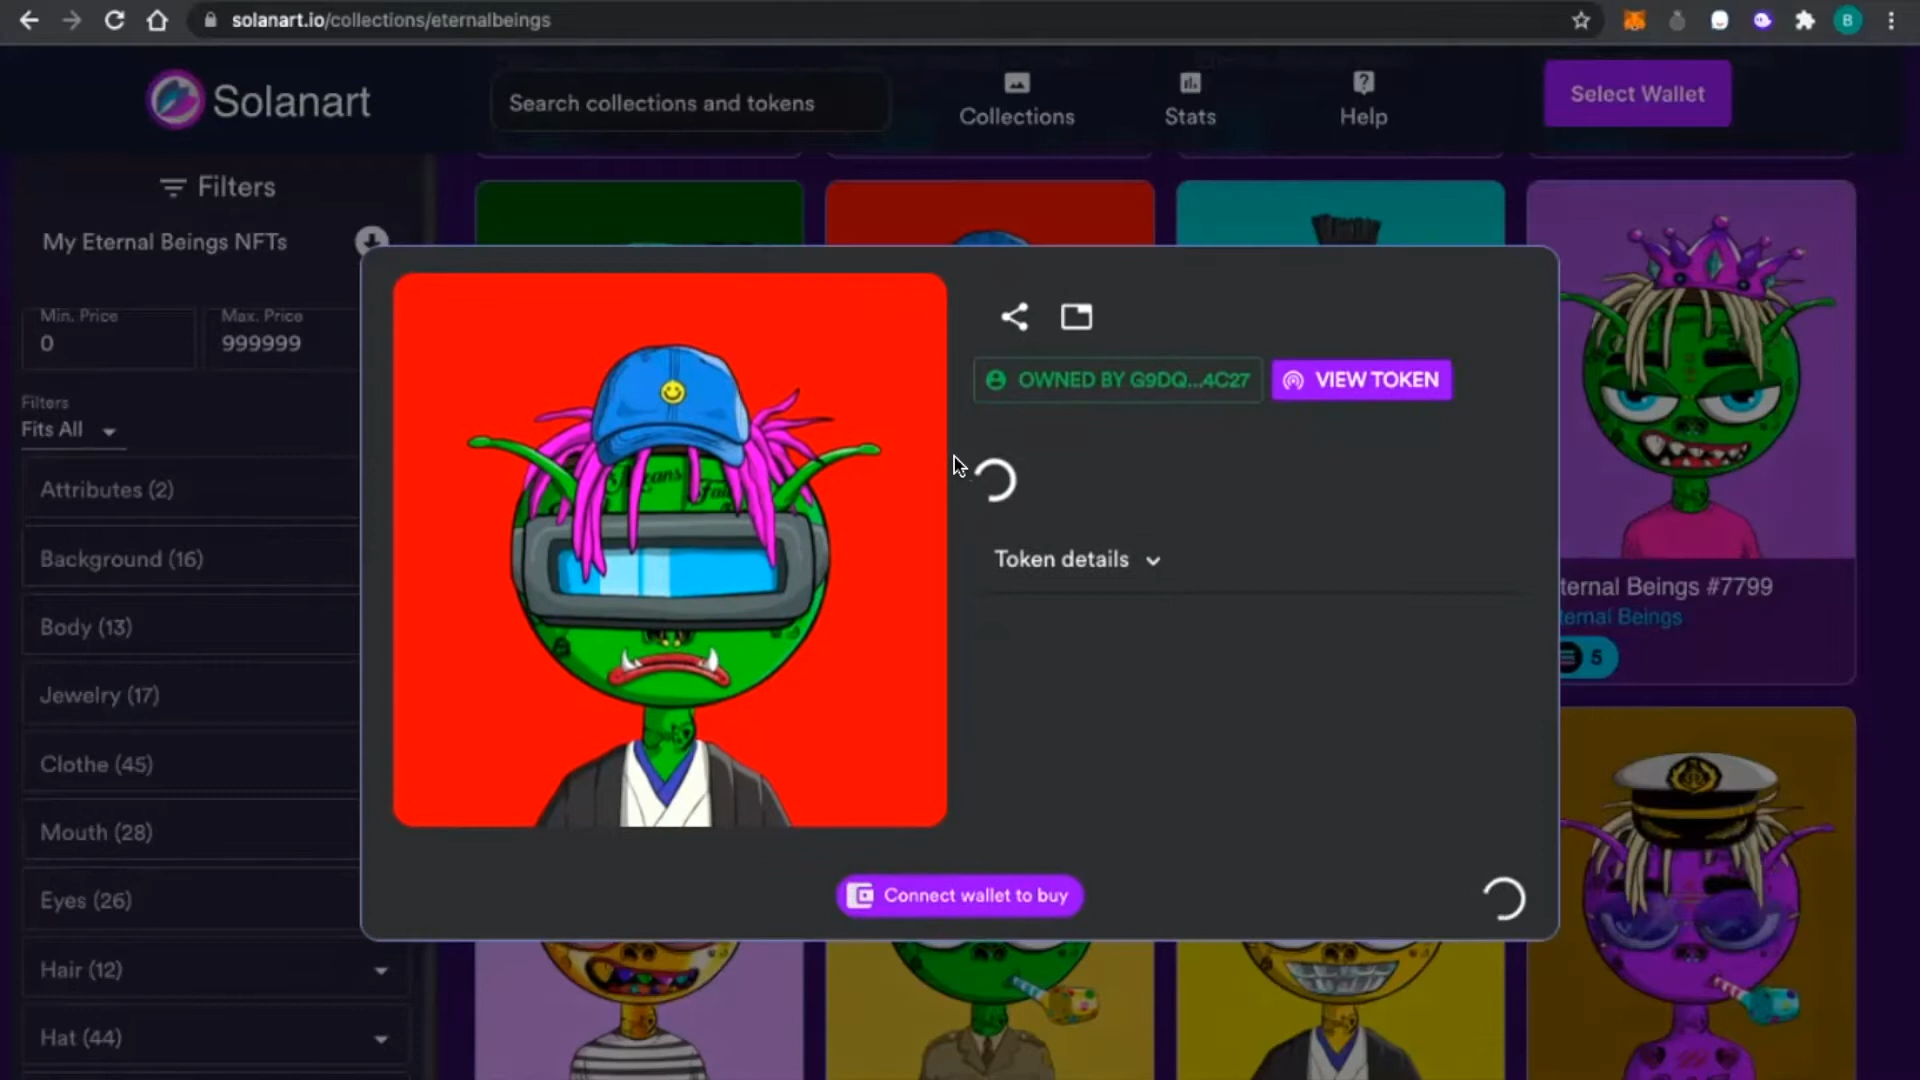 solanart.io/collections/eternalbeings
B
Solanart
Search collections and tokens
Collections
Stats
Help
Select Wallet
Filters
My Eternal Beings NFTs
Min. Price
0
Max. Price
999999
Filters
Fits All
Attributes (2)
Background (16)
Body (13)
Jewelry (17)
Clothe (45)
Mouth (28)
Eyes (26)
Hair (12)
Hat (44)
OWNED BY G9DQ...4C27
VIEW TOKEN
Token details
Connect wallet to buy
ternal Beings #7799
ternal Beings
5